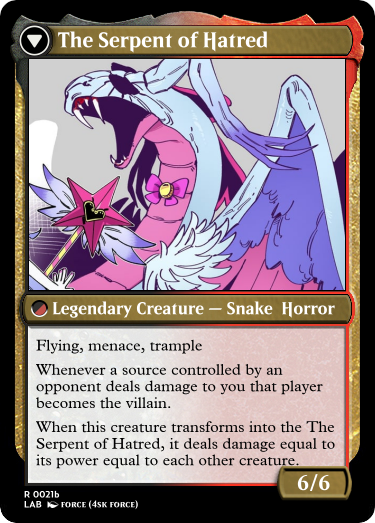 The Serpent of Hatred
Legendary Creature — Snake Horror
Flying, menace, trample
Whenever a source controlled by an
opponent deals damage to you that player
becomes the villain.
When this creature transforms into the The
Serpent of Hatred, it deals damage equal to
its power equal to each other creature.
6/6
R 0021b
LAB FORCE (4SK FORCE)